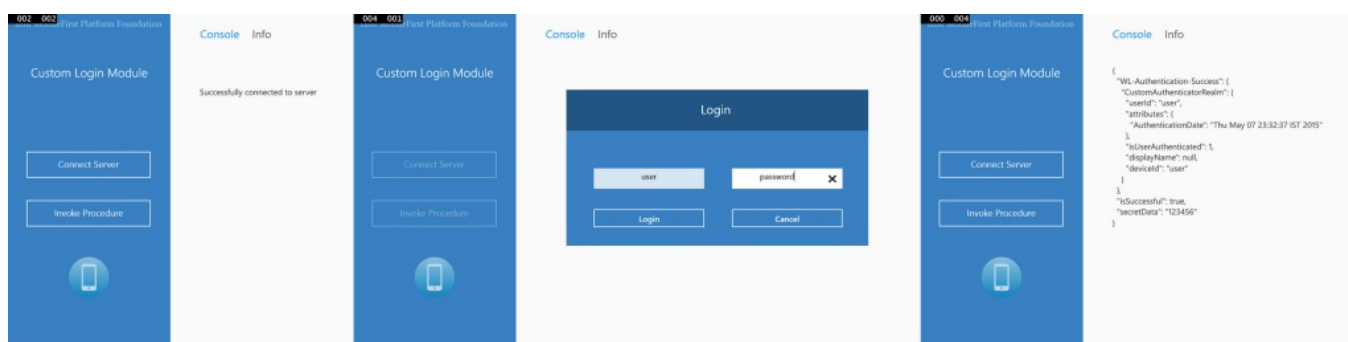 002 002
First Platform Foundation
Custom Login Module
Connect Server
Invoke Procedure
Console Info
Successfully connected to server
004 001
First Platform Foundation
Custom Login Module
Connect Server
Invoke Procedure
Console Info
Login
user
password
Login
Cancel
000 004
First Platform Foundation
Custom Login Module
Connect Server
Invoke Procedure
Console Info
{
"WL-Authentication-Success": {
"CustomAuthenticatorRealm": {
"userId": "user",
"attributes": {
"AuthenticationDate": "Thu May 07 23:32:37 IST 2015"
},
"isUserAuthenticated": 1,
"displayName": null,
"deviceId": "user"
}
},
"isSuccessful": true,
"secretData": "123456"
}